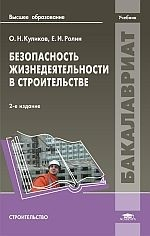 Высшее образование
Учебник
О. Н. Куликов, Е. И. Ролин
БЕЗОПАСНОСТЬ
ЖИЗНЕДЕЯТЕЛЬНОСТИ
В СТРОИТЕЛЬСТВЕ
2-е издание
БАКАЛАВРИАТ
СТРОИТЕЛЬСТВО